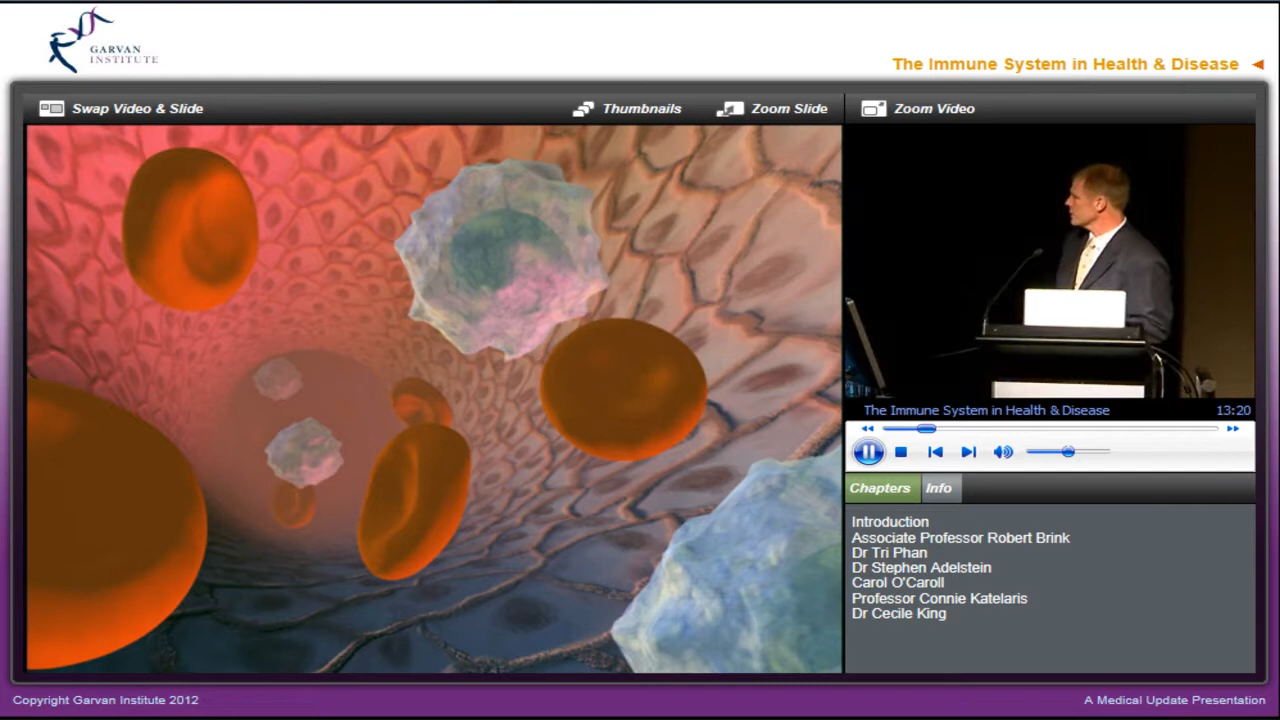 GARVAN
INSTITUTE
The Immune System in Health & Disease
Swap Video & Slide
Thumbnails
Zoom Slide
Zoom Video
The Immune System in Health & Disease
13:20
Chapters
Info
Introduction
Associate Professor Robert Brink
Dr Tri Phan
Dr Stephen Adelstein
Carol O'Caroll
Professor Connie Katelaris
Dr Cecile King
Copyright Garvan Institute 2012
A Medical Update Presentation